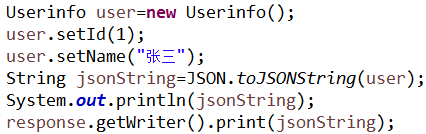 Userinfo user=new Userinfo();
user.setId(1);
user.setName("张三");
String jsonString=JSON.toJSONString(user);
System.out.println(jsonString);
response.getWriter().print(jsonString);